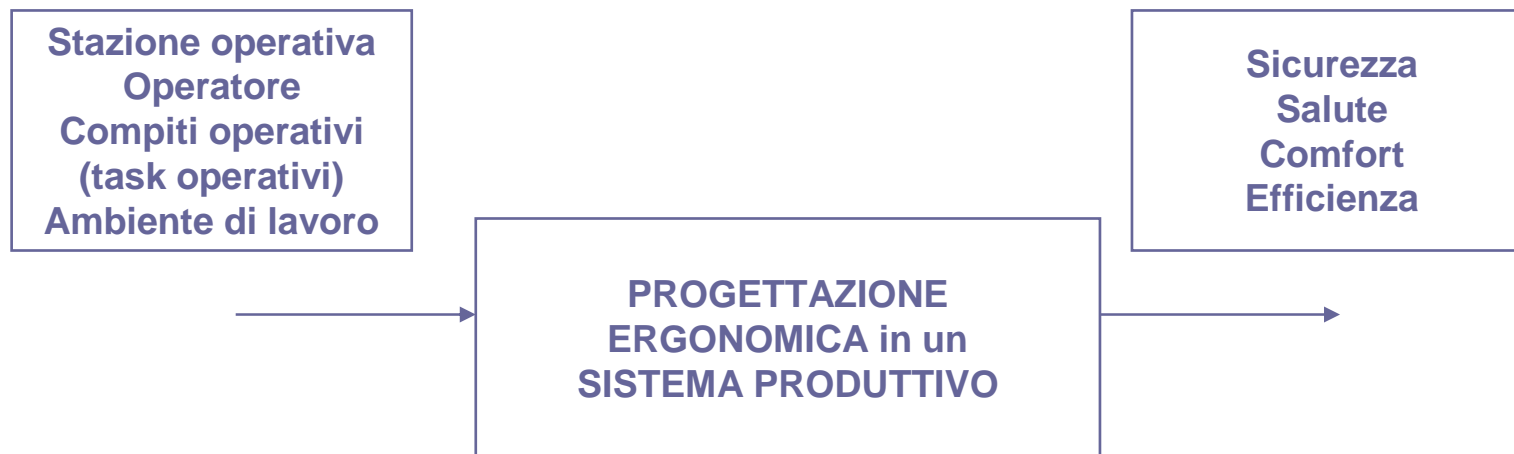 Stazione operativa
Operatore
Compiti operativi
(task operativi)
Ambiente di lavoro
Sicurezza
Salute
Comfort
Efficienza
PROGETTAZIONE
ERGONOMICA in un
SISTEMA PRODUTTIVO